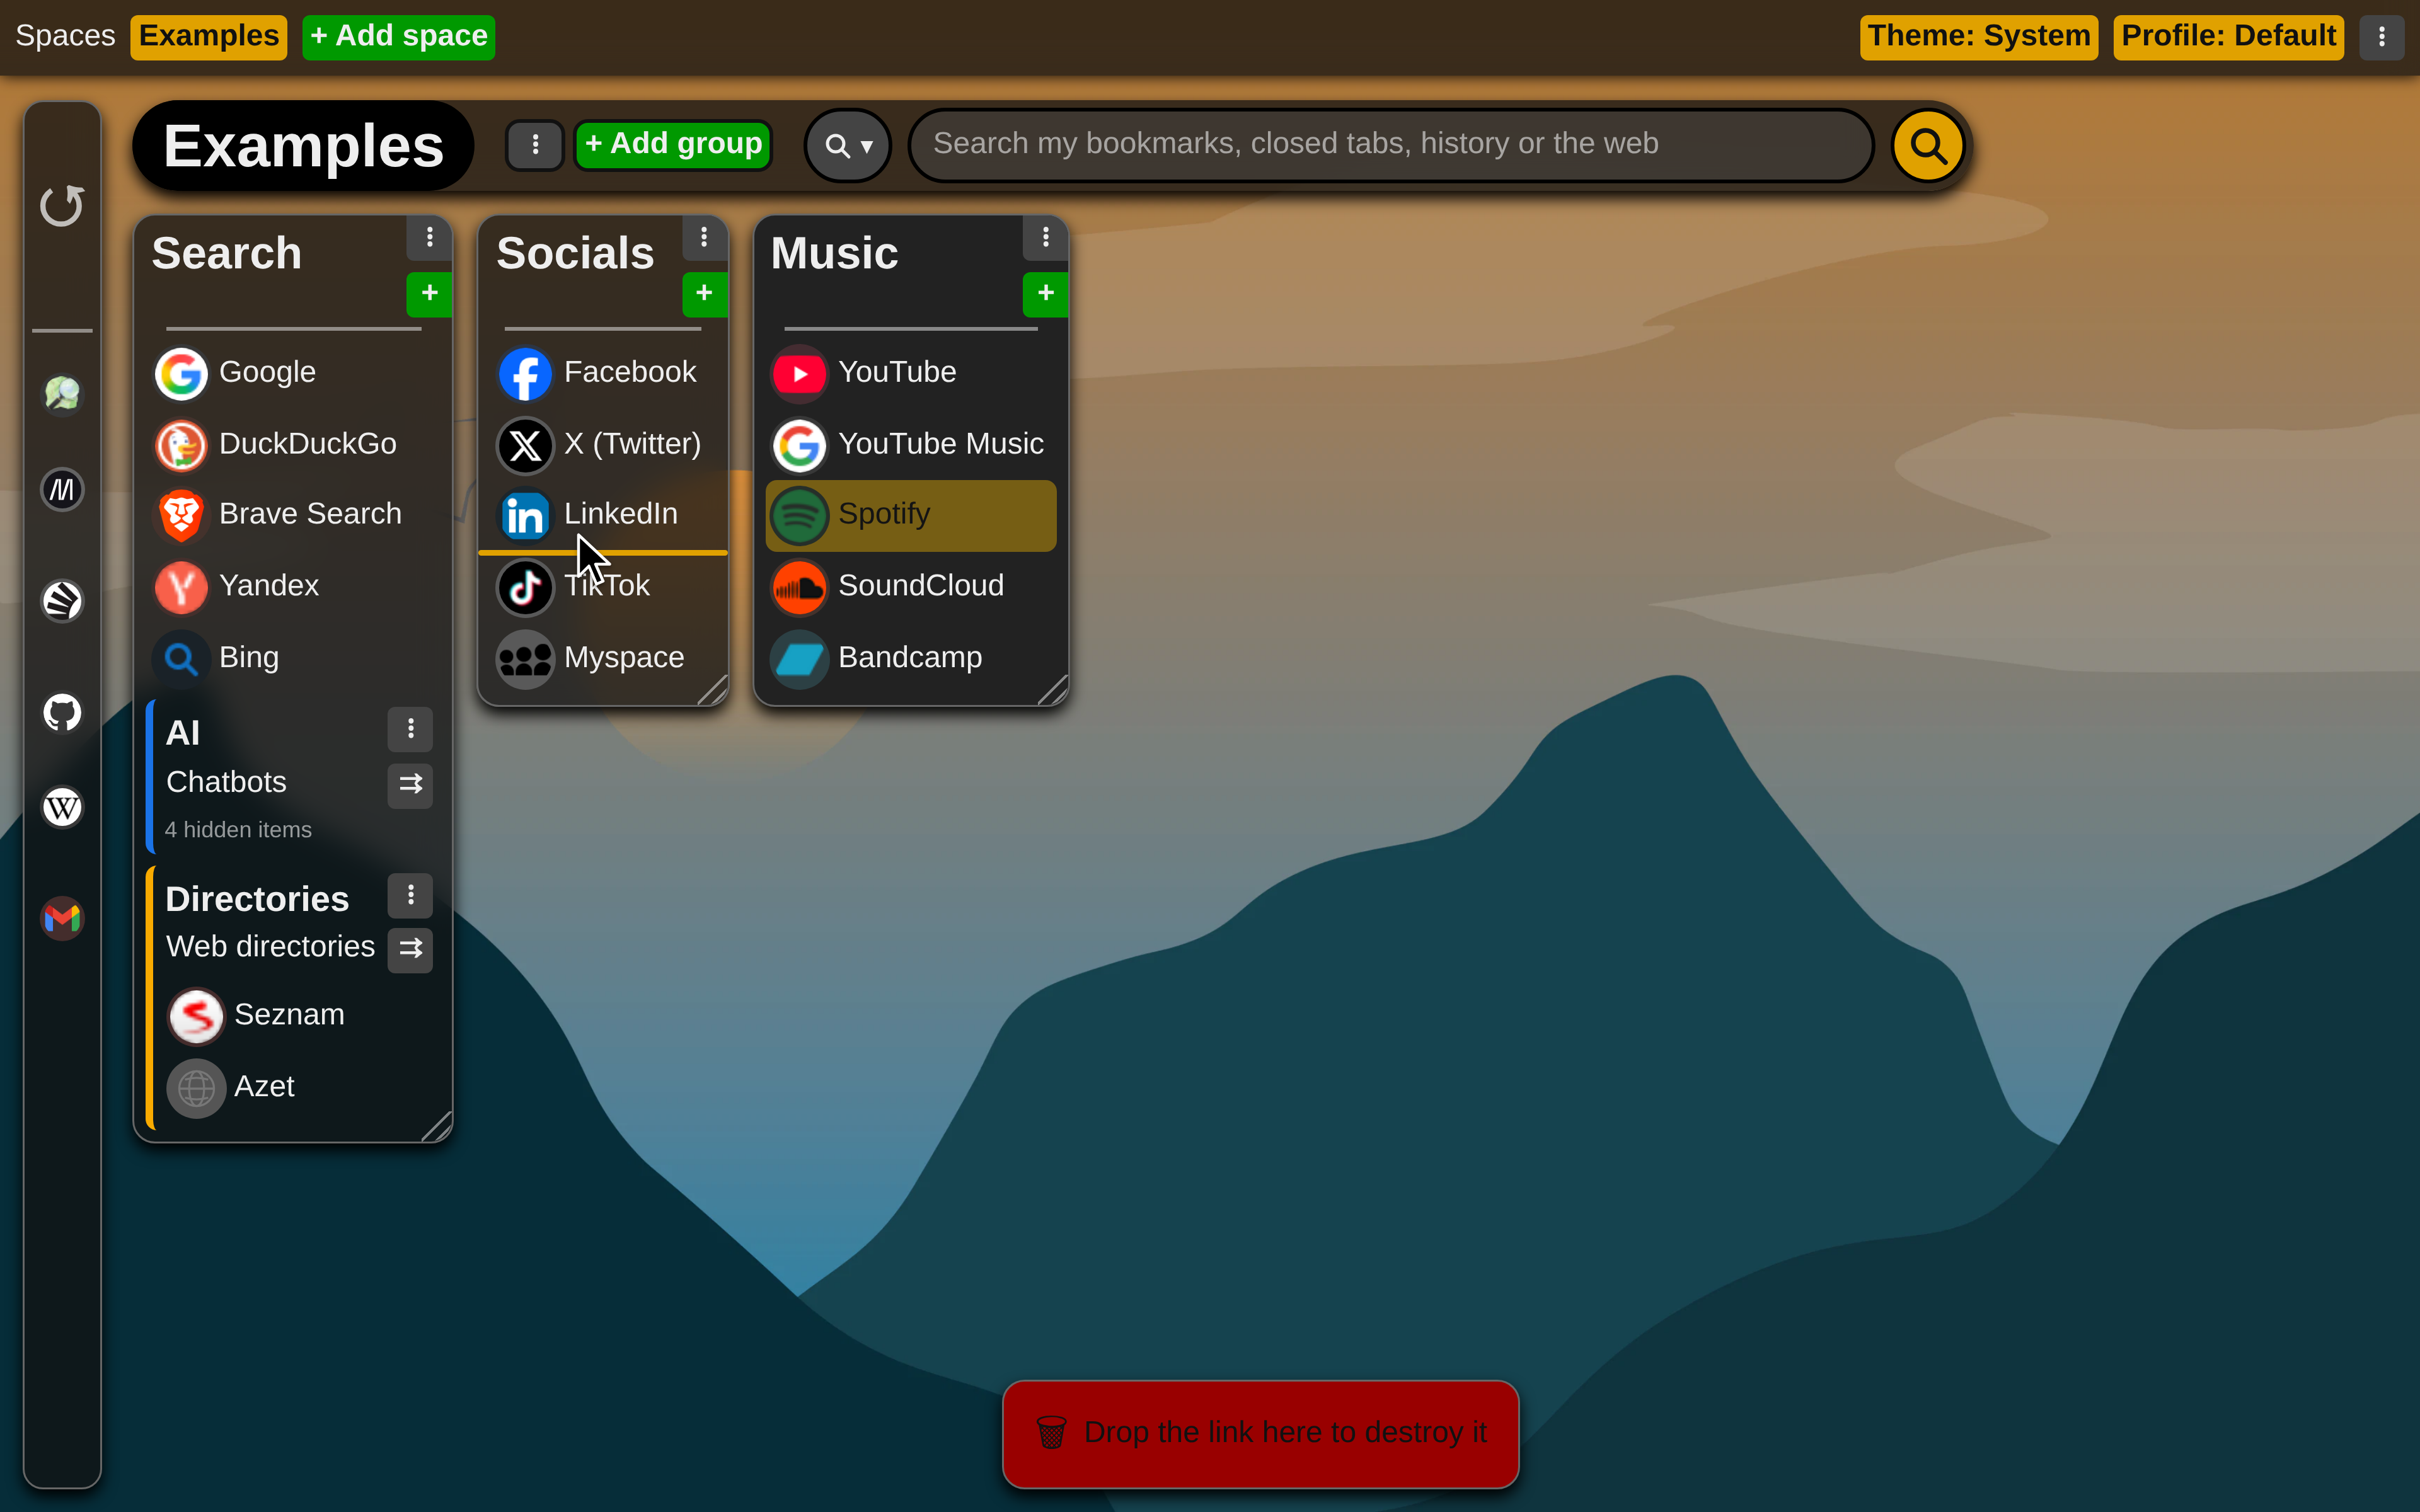 Spaces Examples + Add space Theme: System Profile: Default
Examples + Add group Search my bookmarks, closed tabs, history or the web
Search
+
Google
DuckDuckGo
Brave Search
Yandex
Bing
AI
Chatbots
4 hidden items
Directories
Web directories
Seznam
Azet
Socials
+
Facebook
X (Twitter)
LinkedIn
TikTok
Myspace
Music
+
YouTube
YouTube Music
Spotify
SoundCloud
Bandcamp
Drop the link here to destroy it